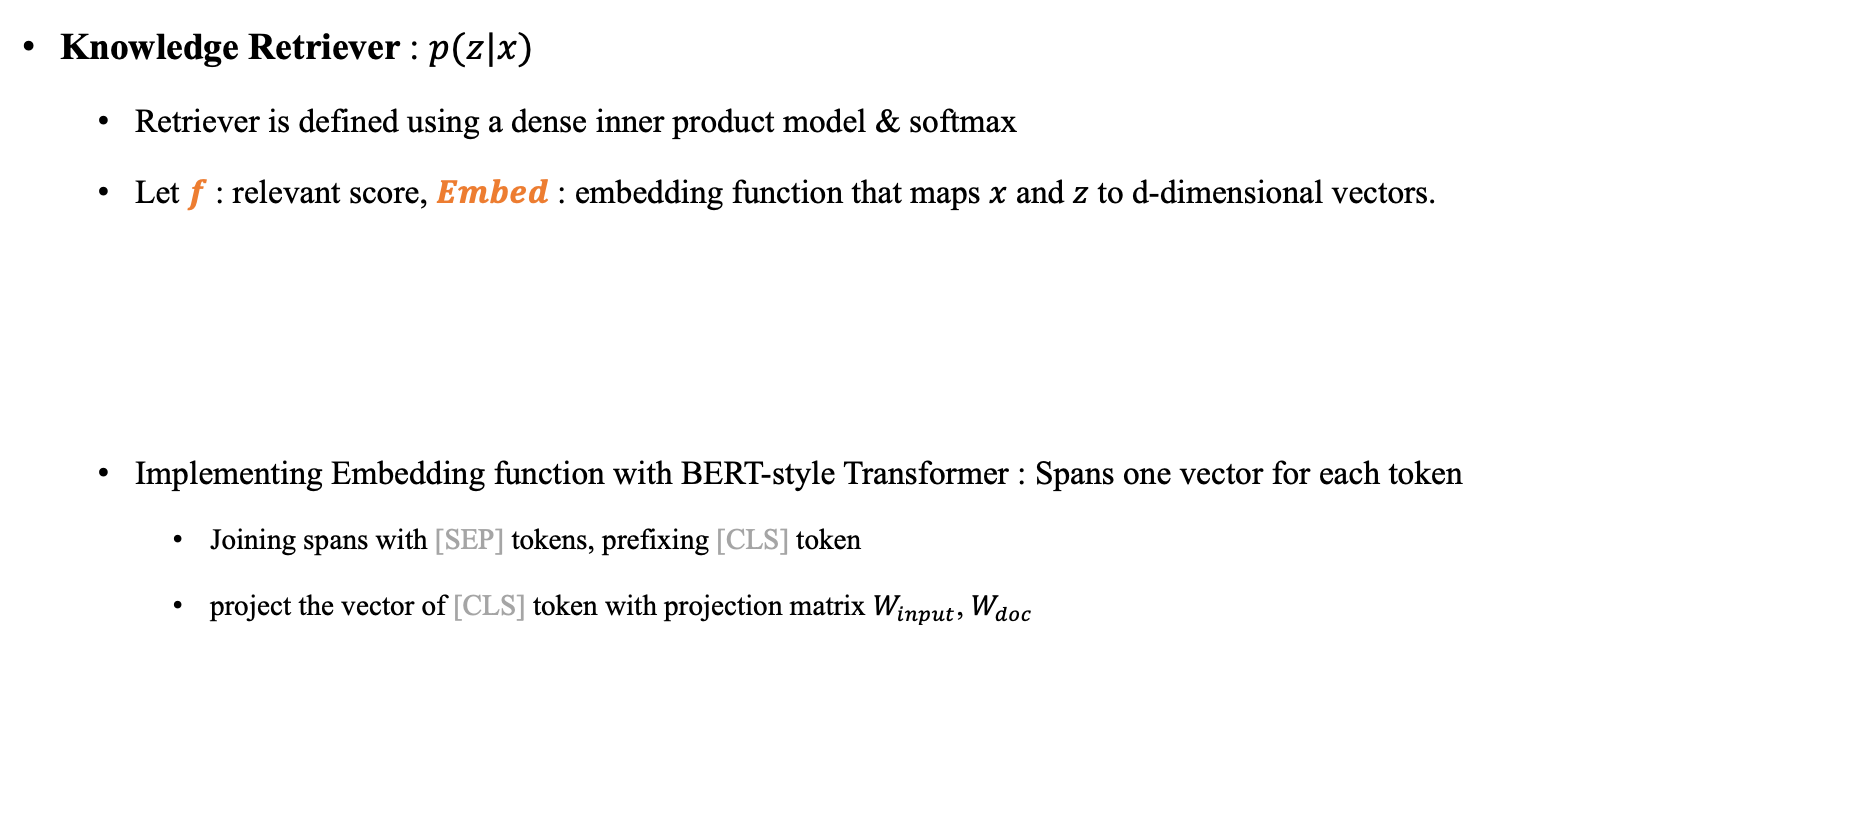 • Knowledge Retriever : p(z|x)
• Retriever is defined using a dense inner product model & softmax
• Let f : relevant score, Embed : embedding function that maps x and z to d-dimensional vectors.
• Implementing Embedding function with BERT-style Transformer : Spans one vector for each token
• Joining spans with [SEP] tokens, prefixing [CLS] token
• project the vector of [CLS] token with projection matrix W_input, W_doc